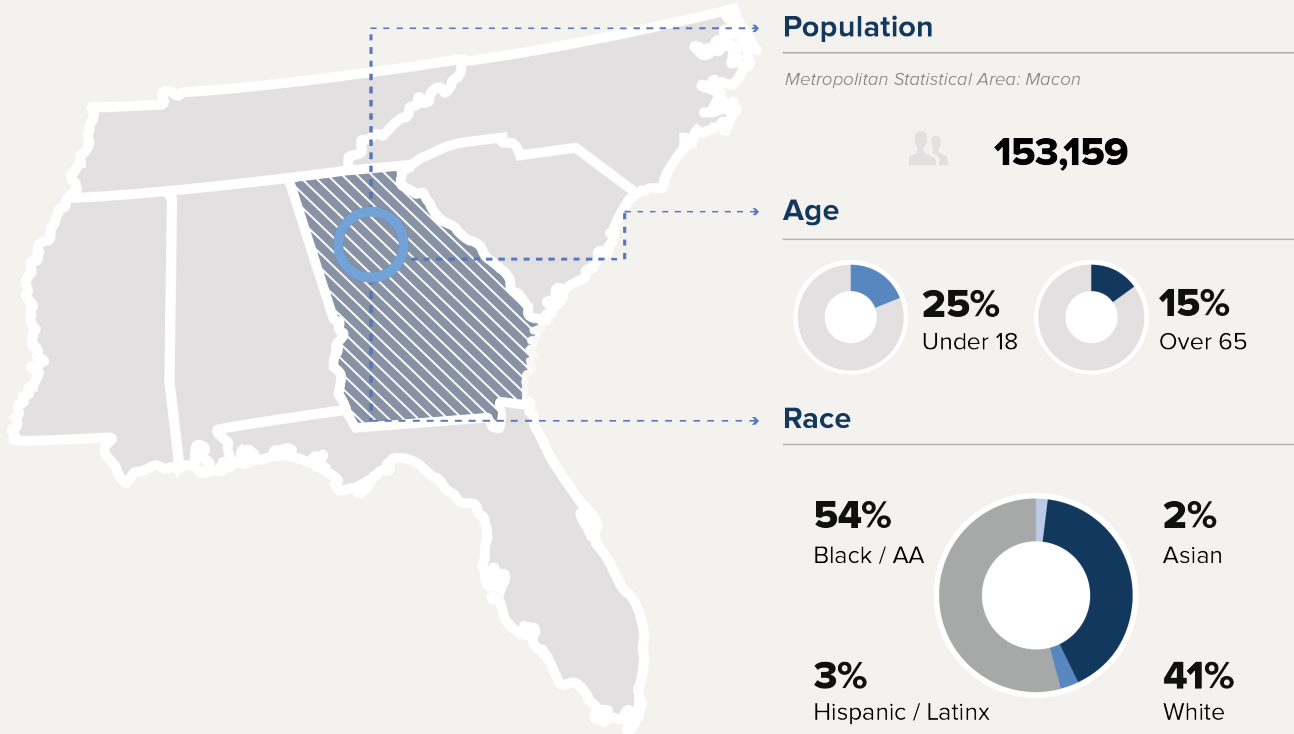 Population
Metropolitan Statistical Area: Macon
153,159
Age
25%
Under 18
15%
Over 65
Race
54%
Black / AA
2%
Asian
3%
Hispanic / Latinx
41%
White